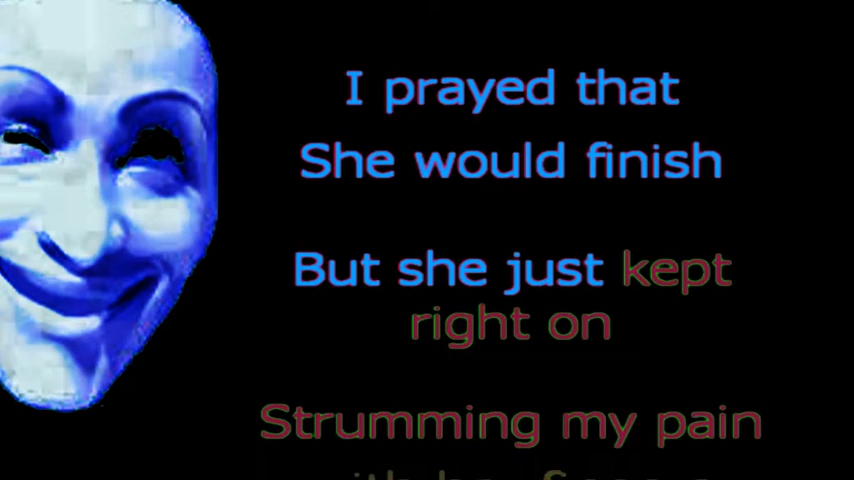 I prayed that
She would finish
But she just kept
right on
Strumming my pain